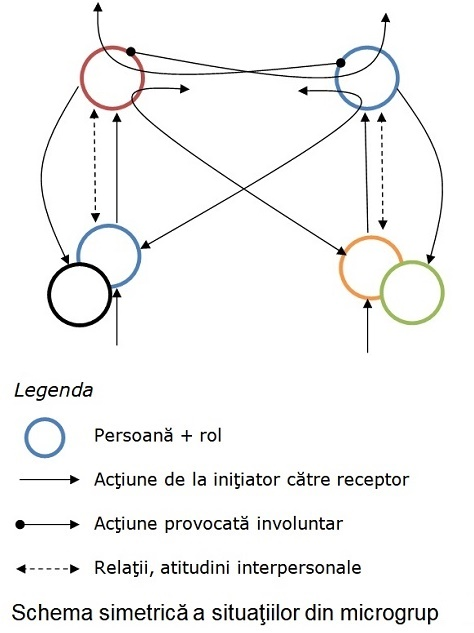 Legenda
Persoană + rol
Acţiune de la iniţiator către receptor
Acţiune provocată involuntar
Relaţii, atitudini interpersonale
Schema simetrică a situaţiilor din microgrup